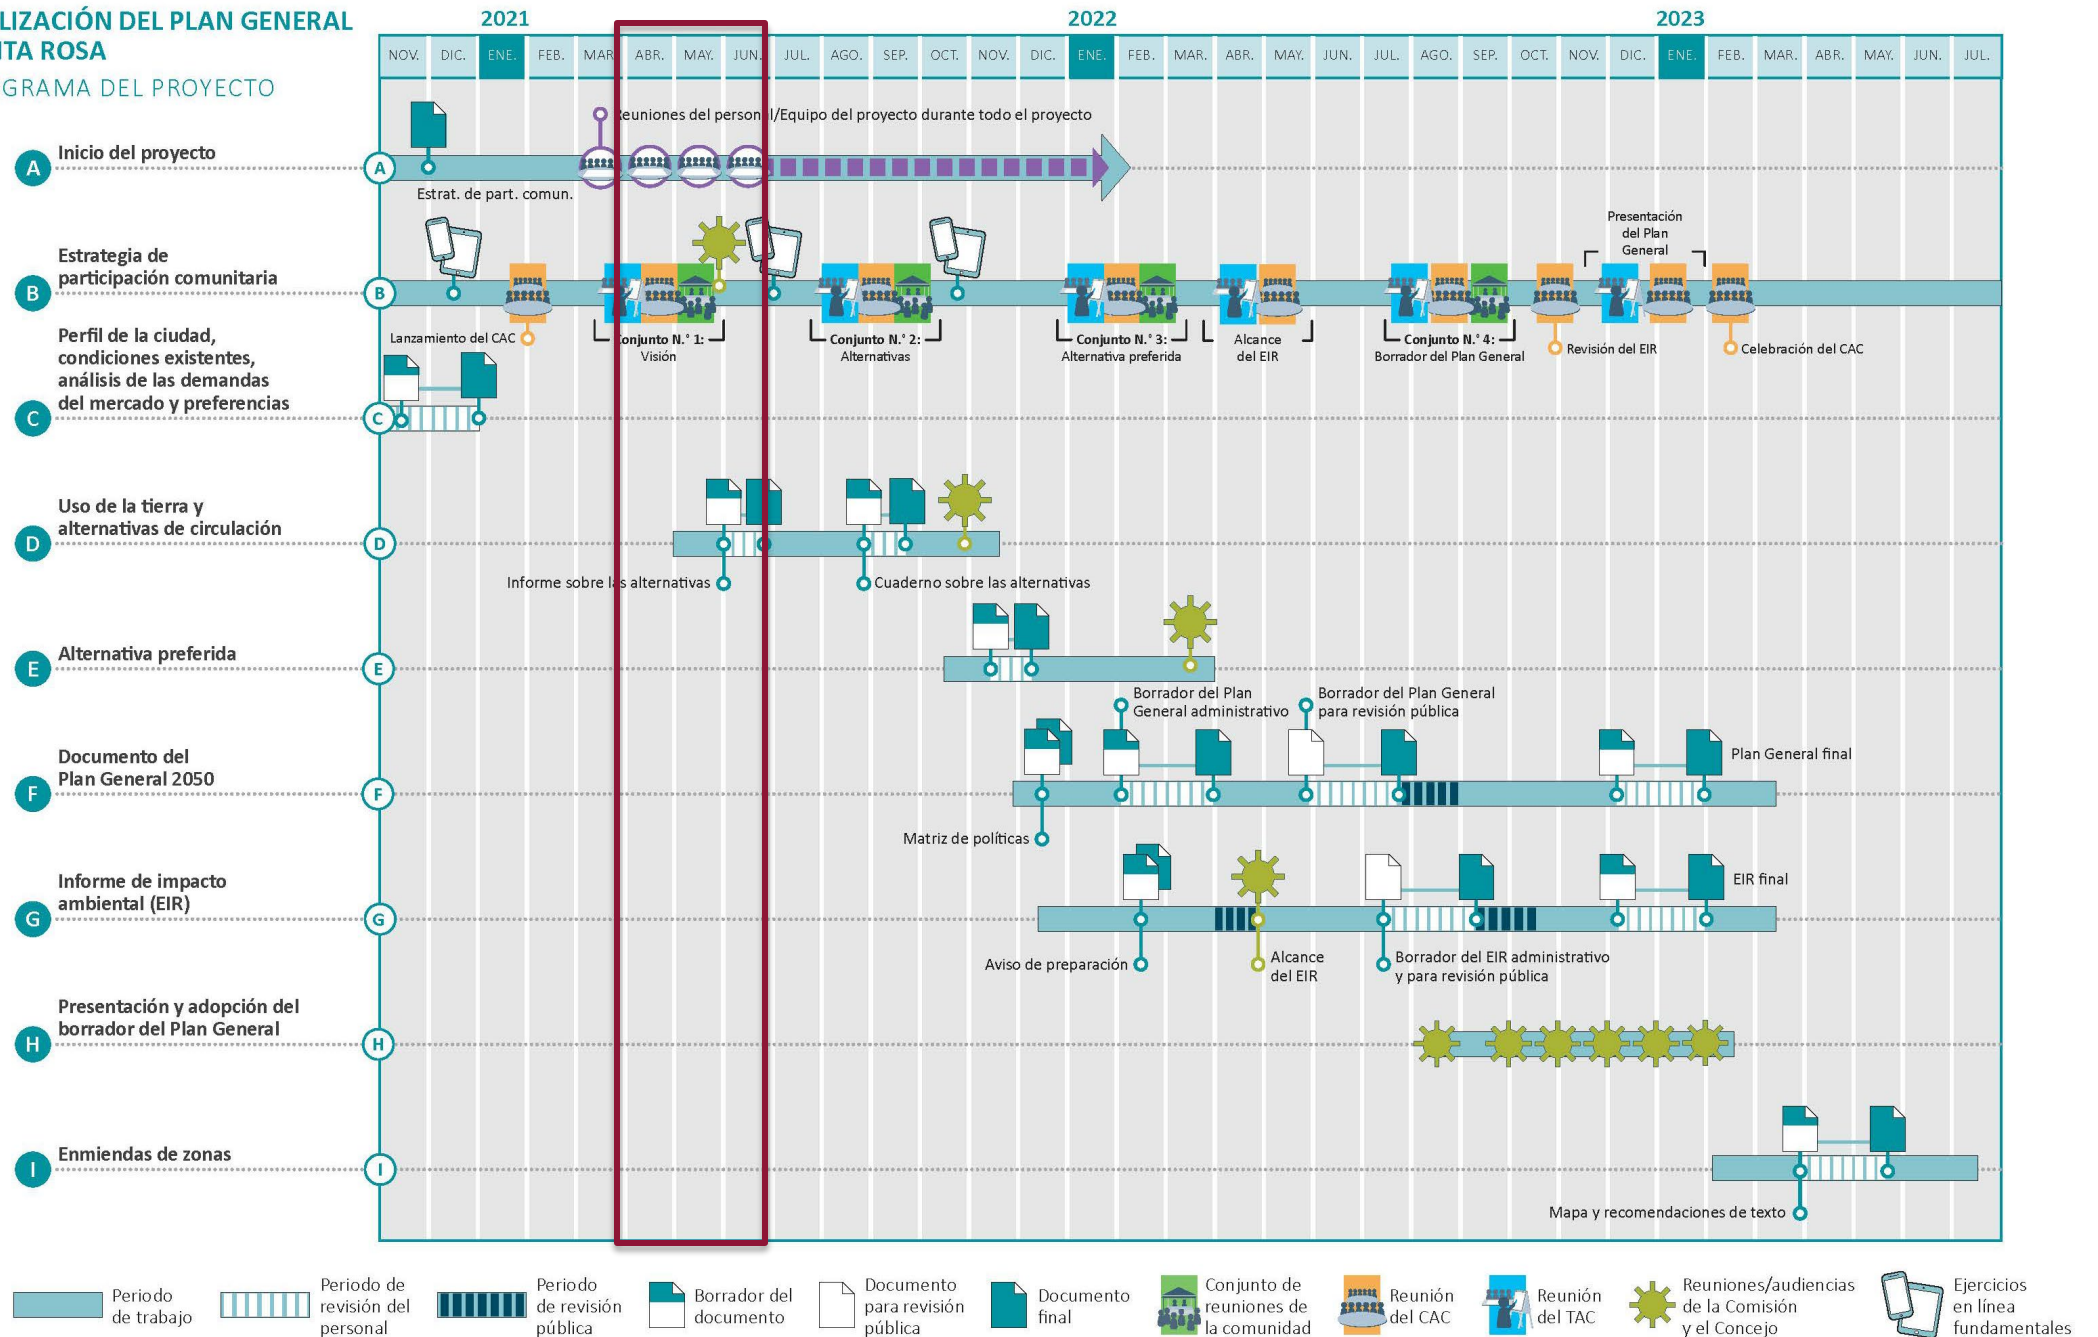 LIZACIÓN DEL PLAN GENERAL
ITA ROSA
GRAMA DEL PROYECTO
2021
2022
2023
NOV. DIC. ENE. FEB. MAR ABR. MAY. JUN. JUL. AGO. SEP. OCT. NOV. DIC. ENE. FEB. MAR. ABR. MAY. JUN. JUL. AGO. SEP. OCT. NOV. DIC. ENE. FEB. MAR. ABR. MAY. JUN. JUL.
Reuniones del personal/Equipo del proyecto durante todo el proyecto
A
Inicio del proyecto
A
Estrat. de part. comun.
B
Estrategia de
participación comunitaria
B
Presentación
del Plan
General
Lanzamiento del CAC
Conjunto N.° 1:
Visión
Conjunto N.° 2:
Alternativas
Conjunto N.° 3:
Alternativa preferida
Alcance
del EIR
Conjunto N.° 4:
Borrador del Plan General
Revisión del EIR
Celebración del CAC
C
Perfil de la ciudad,
condiciones existentes,
análisis de las demandas
del mercado y preferencias
C
D
Uso de la tierra y
alternativas de circulación
D
Informe sobre las alternativas
Cuaderno sobre las alternativas
E
Alternativa preferida
E
Borrador del Plan
General administrativo
Borrador del Plan General
para revisión pública
F
Documento del
Plan General 2050
F
Plan General final
Matriz de políticas
G
Informe de impacto
ambiental (EIR)
G
EIR final
Aviso de preparación
Alcance
del EIR
Borrador del EIR administrativo
y para revisión pública
H
Presentación y adopción del
borrador del Plan General
H
I
Enmiendas de zonas
I
Mapa y recomendaciones de texto
Periodo
de trabajo
Periodo de
revisión del
personal
Periodo
de revisión
pública
Borrador del
documento
Documento
para revisión
pública
Documento
final
Conjunto de
reuniones de
la comunidad
Reunión
del CAC
Reunión
del TAC
Reuniones/audiencias
de la Comisión
y el Concejo
Ejercicios
en línea
fundamentales